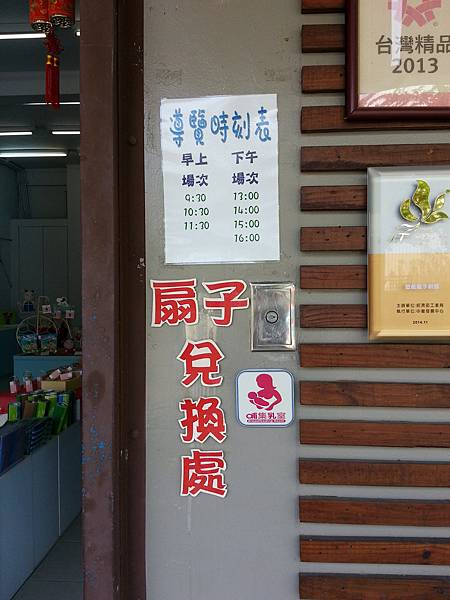 台灣精品
2013
導覽時刻表
早上 下午
場次 場次
9:30 13:00
10:30 14:00
11:30 15:00
16:00
扇子
兌
換
處
哺集乳室
2014.11